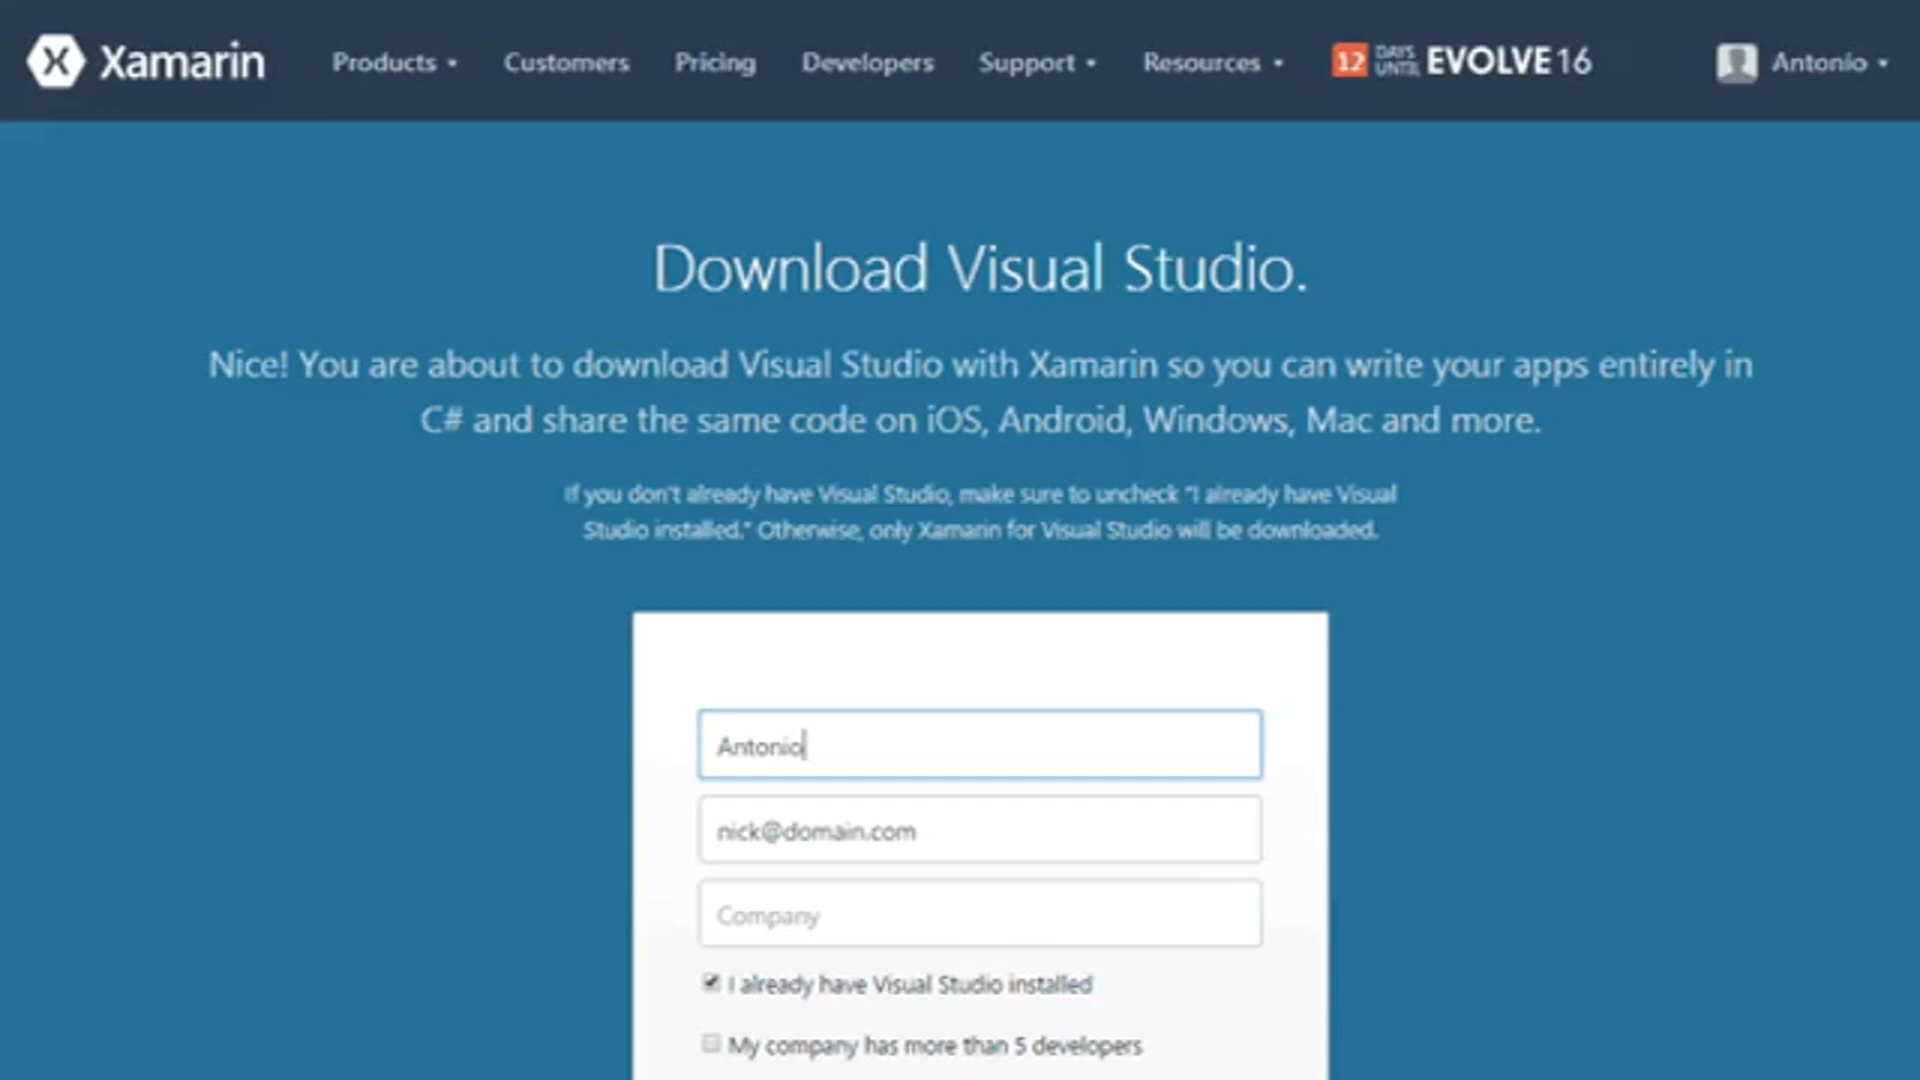 Xamarin Products Customers Pricing Developers Support Resources 12 DAYS UNTIL EVOLVE16 Antonio
Download Visual Studio.
Nice! You are about to download Visual Studio with Xamarin so you can write your apps entirely in
C# and share the same code on iOS, Android, Windows, Mac and more.
If you don't already have Visual Studio, make sure to uncheck "I already have Visual
Studio installed." Otherwise, only Xamarin for Visual Studio will be downloaded.
Antonio
nick@domain.com
Company
I already have Visual Studio installed
My company has more than 5 developers